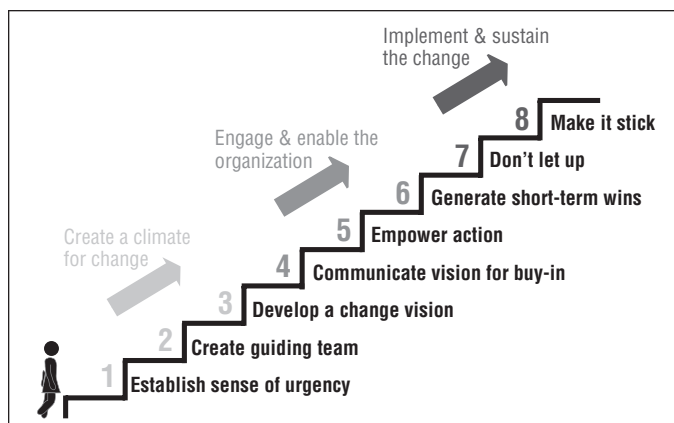 Implement & sustain
the change
Engage & enable the
organization
Create a climate
for change
8 Make it stick
7 Don't let up
6 Generate short-term wins
5 Empower action
4 Communicate vision for buy-in
3 Develop a change vision
2 Create guiding team
1 Establish sense of urgency